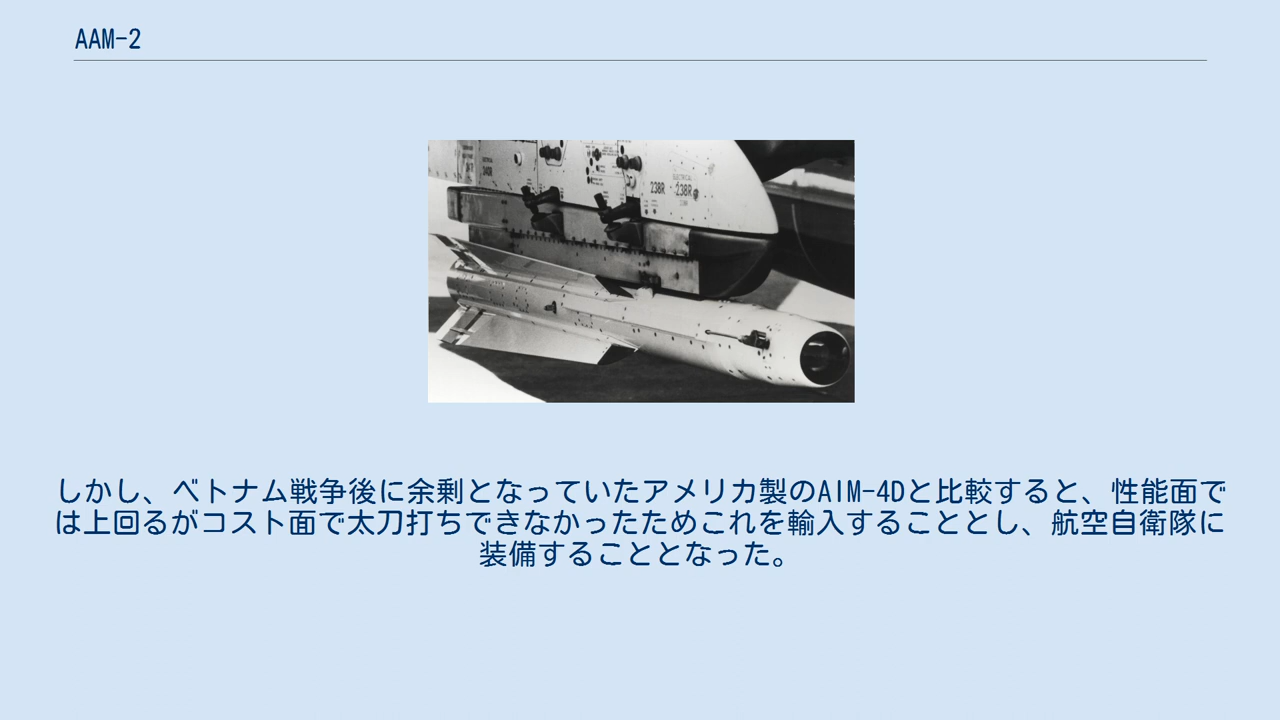 AAM-2
238R
238R
しかし、ベトナム戦争後に余剰となっていたアメリカ製のAIM-4Dと比較すると、性能面で
は上回るがコスト面で太刀打ちできなかったためこれを輸入することとし、航空自衛隊に
装備することとなった。